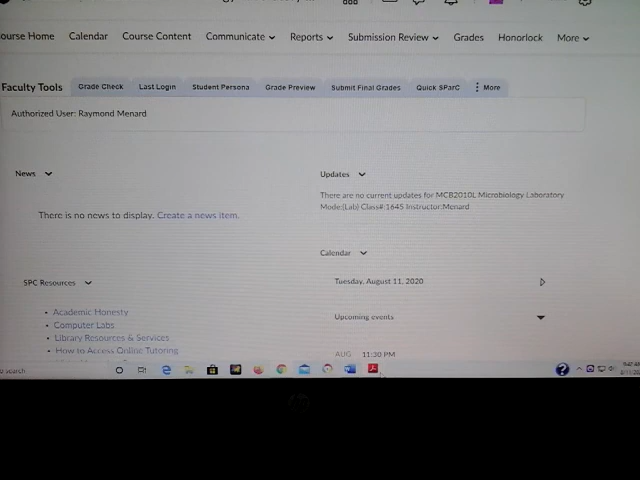 ourse Home Calendar Course Content Communicate Reports Submission Review Grades Honorlock More
Faculty Tools Grade Check Last Login Student Persona Grade Preview Submit Final Grades Quick SParC More
Authorized User: Raymond Menard
News
There is no news to display. Create a news item.
SPC Resources
Academic Honesty
Computer Labs
Library Resources & Services
How to Access Online Tutoring
Updates
There are no current updates for MCB2010L Microbiology Laboratory
Mode:(Lab) Class#:1645 Instructor:Menard
Calendar
Tuesday, August 11, 2020
Upcoming events
AUG 11:30 PM
search